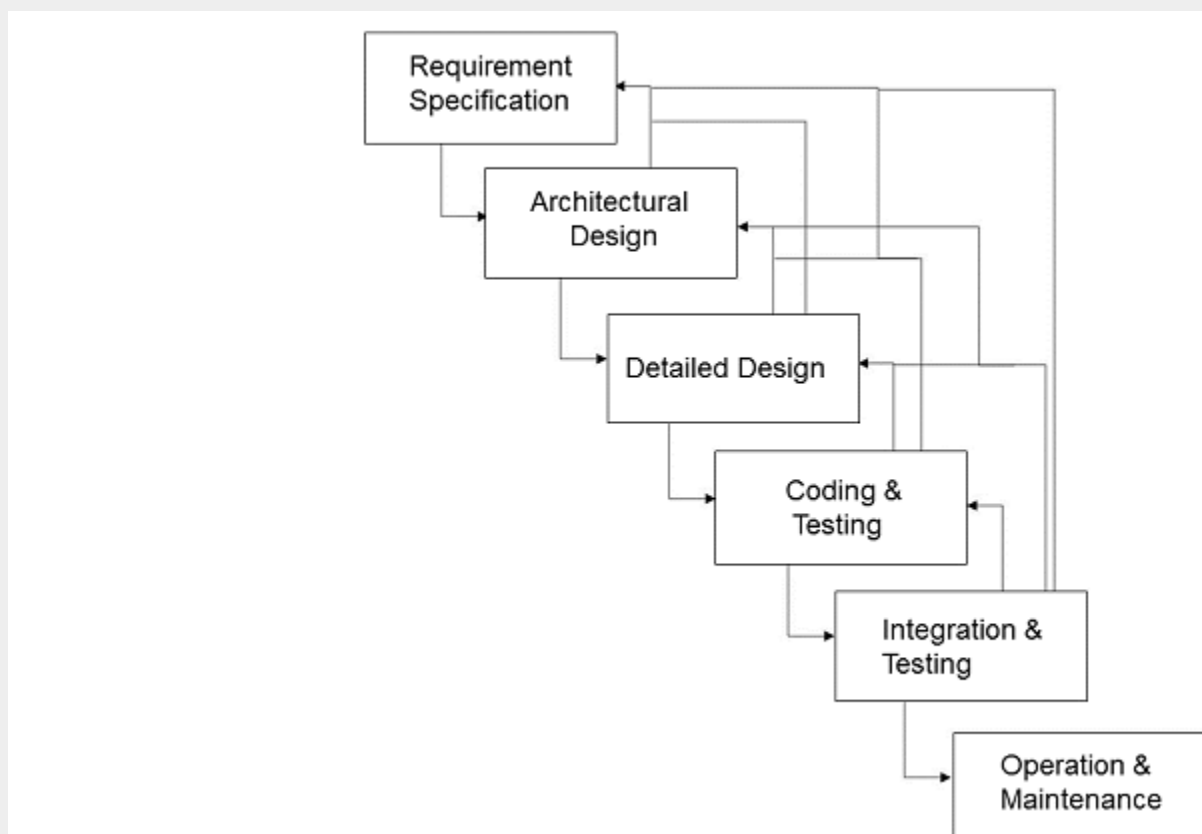 Requirement
Specification
Architectural
Design
Detailed Design
Coding &
Testing
Integration &
Testing
Operation &
Maintenance